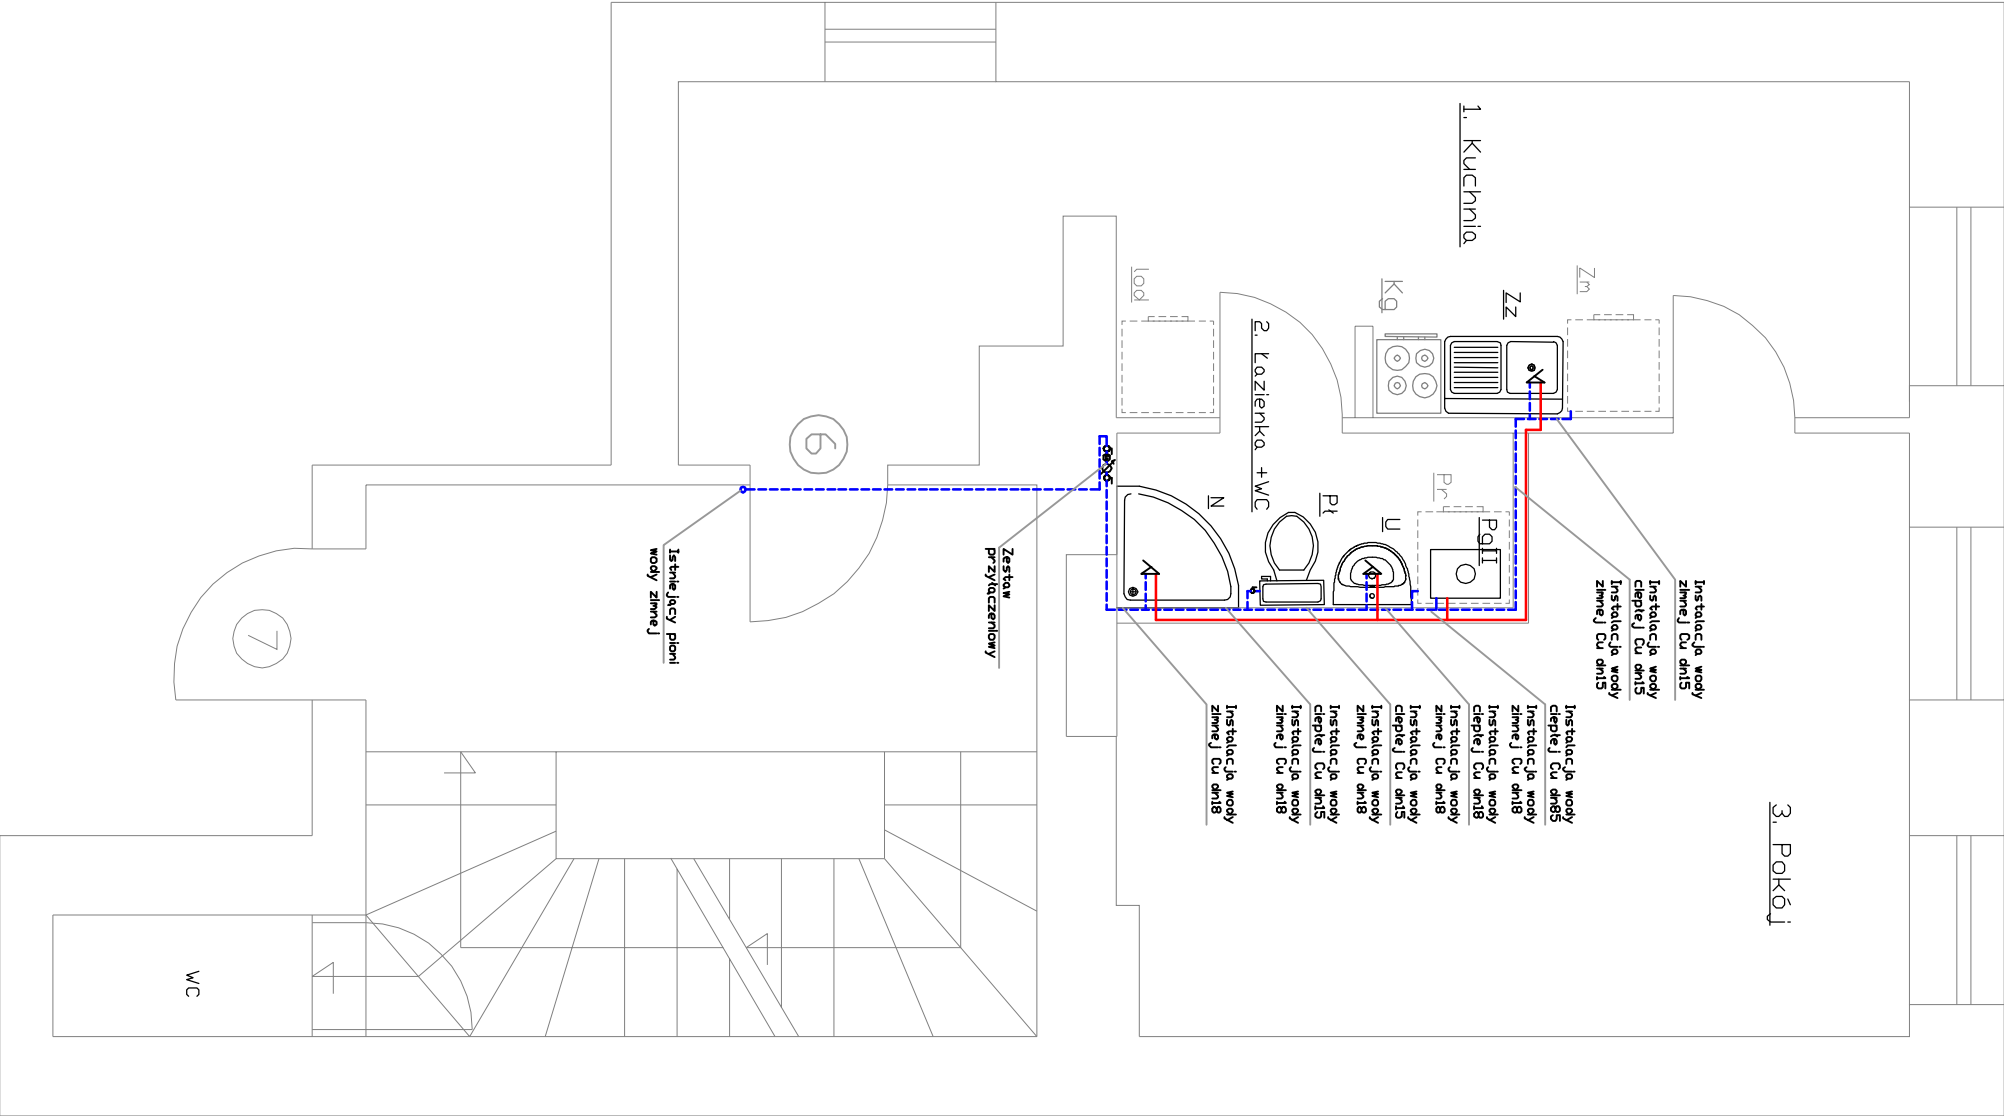 1. Kuchnia
lod
Kg
Zz
Zm
2. Łazienka +WC
6
N
Pł
U
Pr
PgII
Istniejący pioni
wody zimnej
Zestaw
przyłączeniowy
7
Instalacja wody
zimnej Cu dn15
Instalacja wody
ciepłej Cu dn15
Instalacja wody
zimnej Cu dn15
Instalacja wody
ciepłej Cu dn85
Instalacja wody
zimnej Cu dn18
Instalacja wody
ciepłej Cu dn18
Instalacja wody
zimnej Cu dn18
Instalacja wody
ciepłej Cu dn15
Instalacja wody
zimnej Cu dn18
Instalacja wody
ciepłej Cu dn15
Instalacja wody
zimnej Cu dn18
Instalacja wody
zimnej Cu dn18
3. Pokój
WC